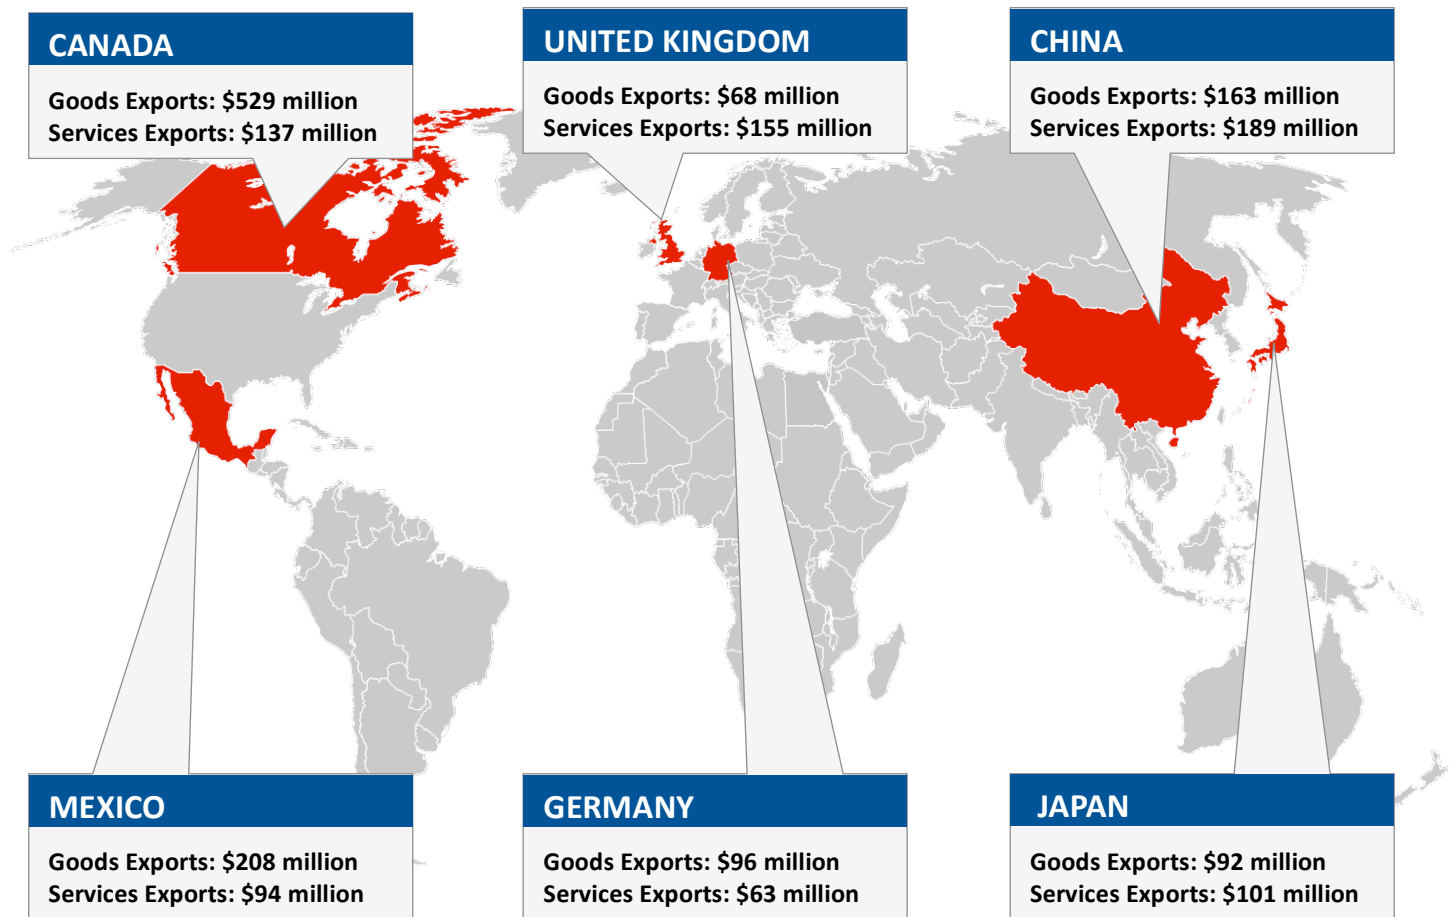 CANADA
Goods Exports: $529 million
Services Exports: $137 million
UNITED KINGDOM
Goods Exports: $68 million
Services Exports: $155 million
CHINA
Goods Exports: $163 million
Services Exports: $189 million
MEXICO
Goods Exports: $208 million
Services Exports: $94 million
GERMANY
Goods Exports: $96 million
Services Exports: $63 million
JAPAN
Goods Exports: $92 million
Services Exports: $101 million